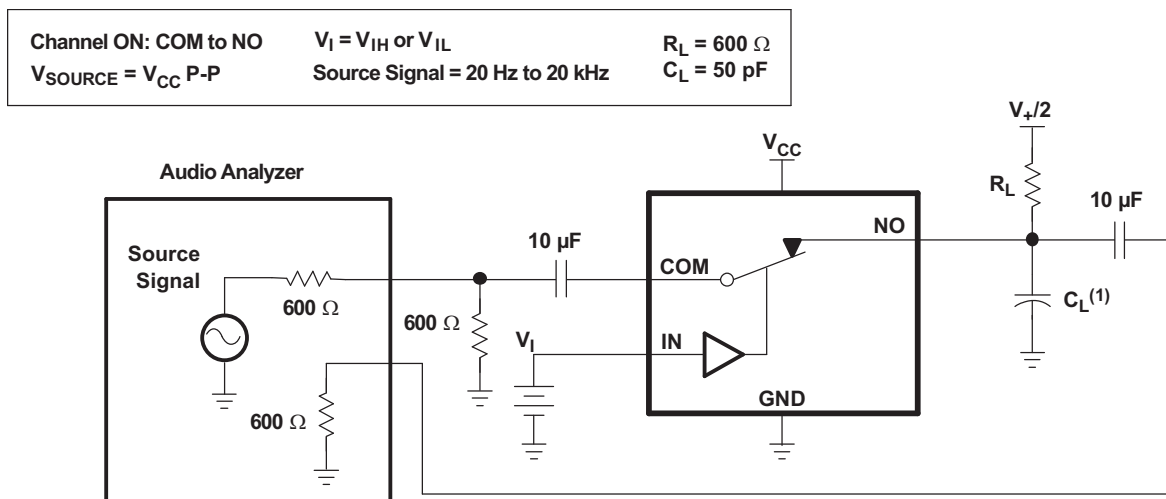 Channel ON: COM to NO
V_I = V_IH or V_IL
R_L = 600 Ω
V_SOURCE = V_CC P-P
Source Signal = 20 Hz to 20 kHz
C_L = 50 pF
V_+/2
V_CC
Audio Analyzer
R_L
10 µF
NO
10 µF
Source
Signal
COM
600 Ω
C_L(1)
600 Ω
V_I
IN
GND
600 Ω